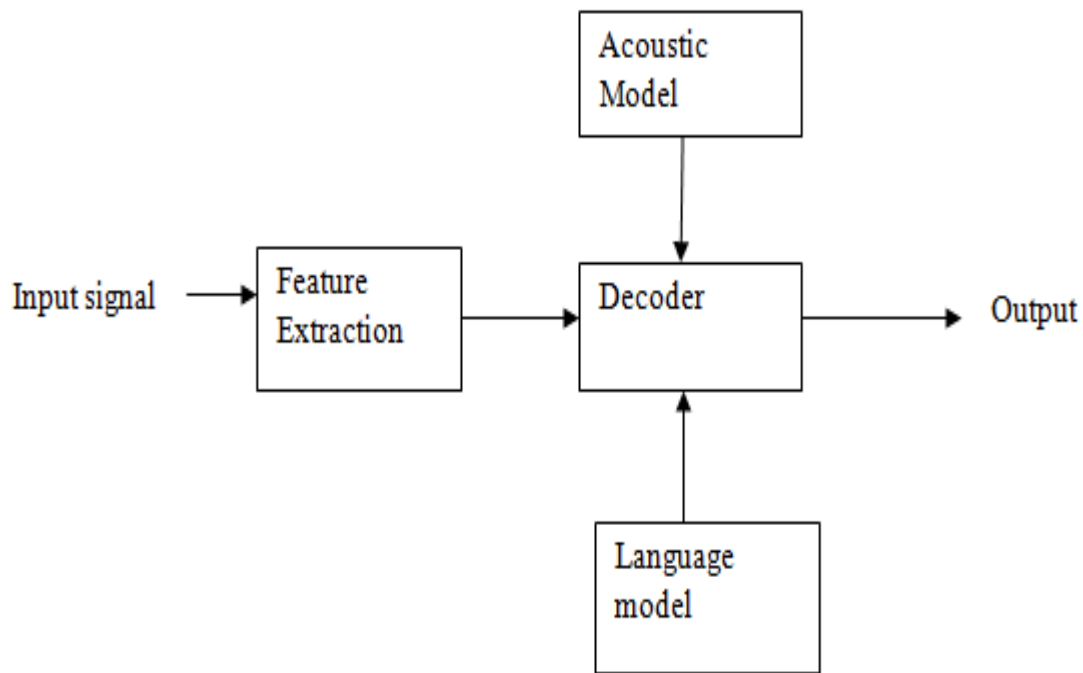 Acoustic
Model
Input signal
Feature
Extraction
Decoder
Output
Language
model